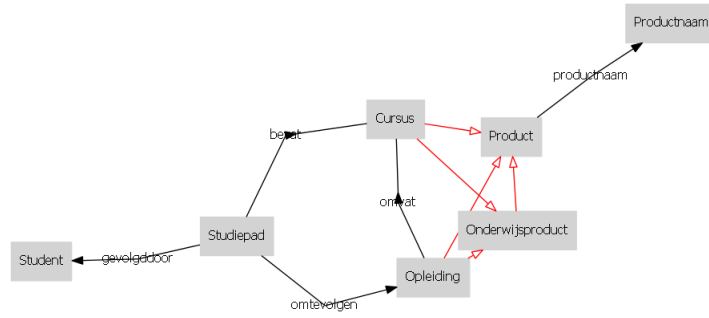 Productnaam
productnaam
Cursus
bevat
Product
omvat
Studiepad
Onderwijsproduct
Student
gevolgddoor
Opleiding
omtevolgen